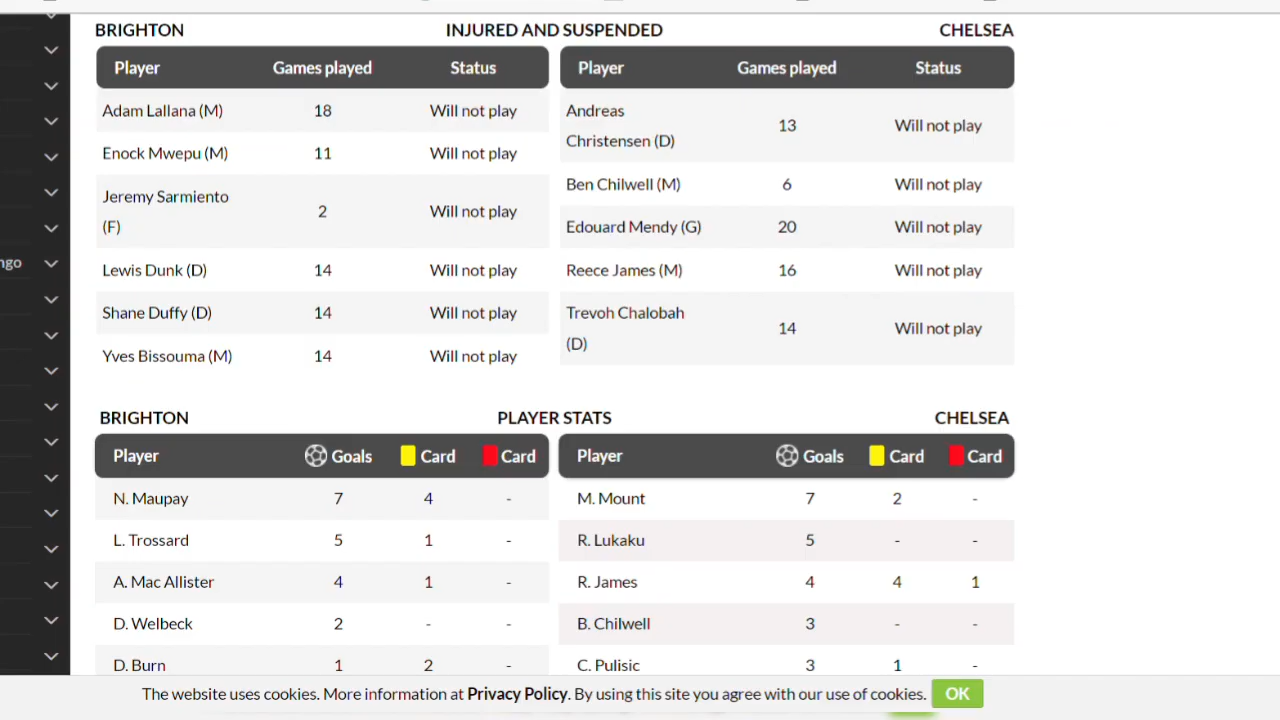 BRIGHTON INJURED AND SUSPENDED CHELSEA
Player Games played Status Player Games played Status
Adam Lallana (M) 18 Will not play
Enock Mwepu (M) 11 Will not play
Jeremy Sarmiento
(F) 2 Will not play
Lewis Dunk (D) 14 Will not play
Shane Duffy (D) 14 Will not play
Yves Bissouma (M) 14 Will not play
Andreas
Christensen (D) 13 Will not play
Ben Chilwell (M) 6 Will not play
Edouard Mendy (G) 20 Will not play
Reece James (M) 16 Will not play
Trevoh Chalobah
(D) 14 Will not play
ngo
BRIGHTON PLAYER STATS CHELSEA
Player Goals Card Card Player Goals Card Card
N. Maupay 7 4 - M. Mount 7 2 -
L. Trossard 5 1 - R. Lukaku 5 - -
A. Mac Allister 4 1 - R. James 4 4 1
D. Welbeck 2 - - B. Chilwell 3 - -
D. Burn 1 2 - C. Pulisic 3 1 -
The website uses cookies. More information at Privacy Policy. By using this site you agree with our use of cookies. OK